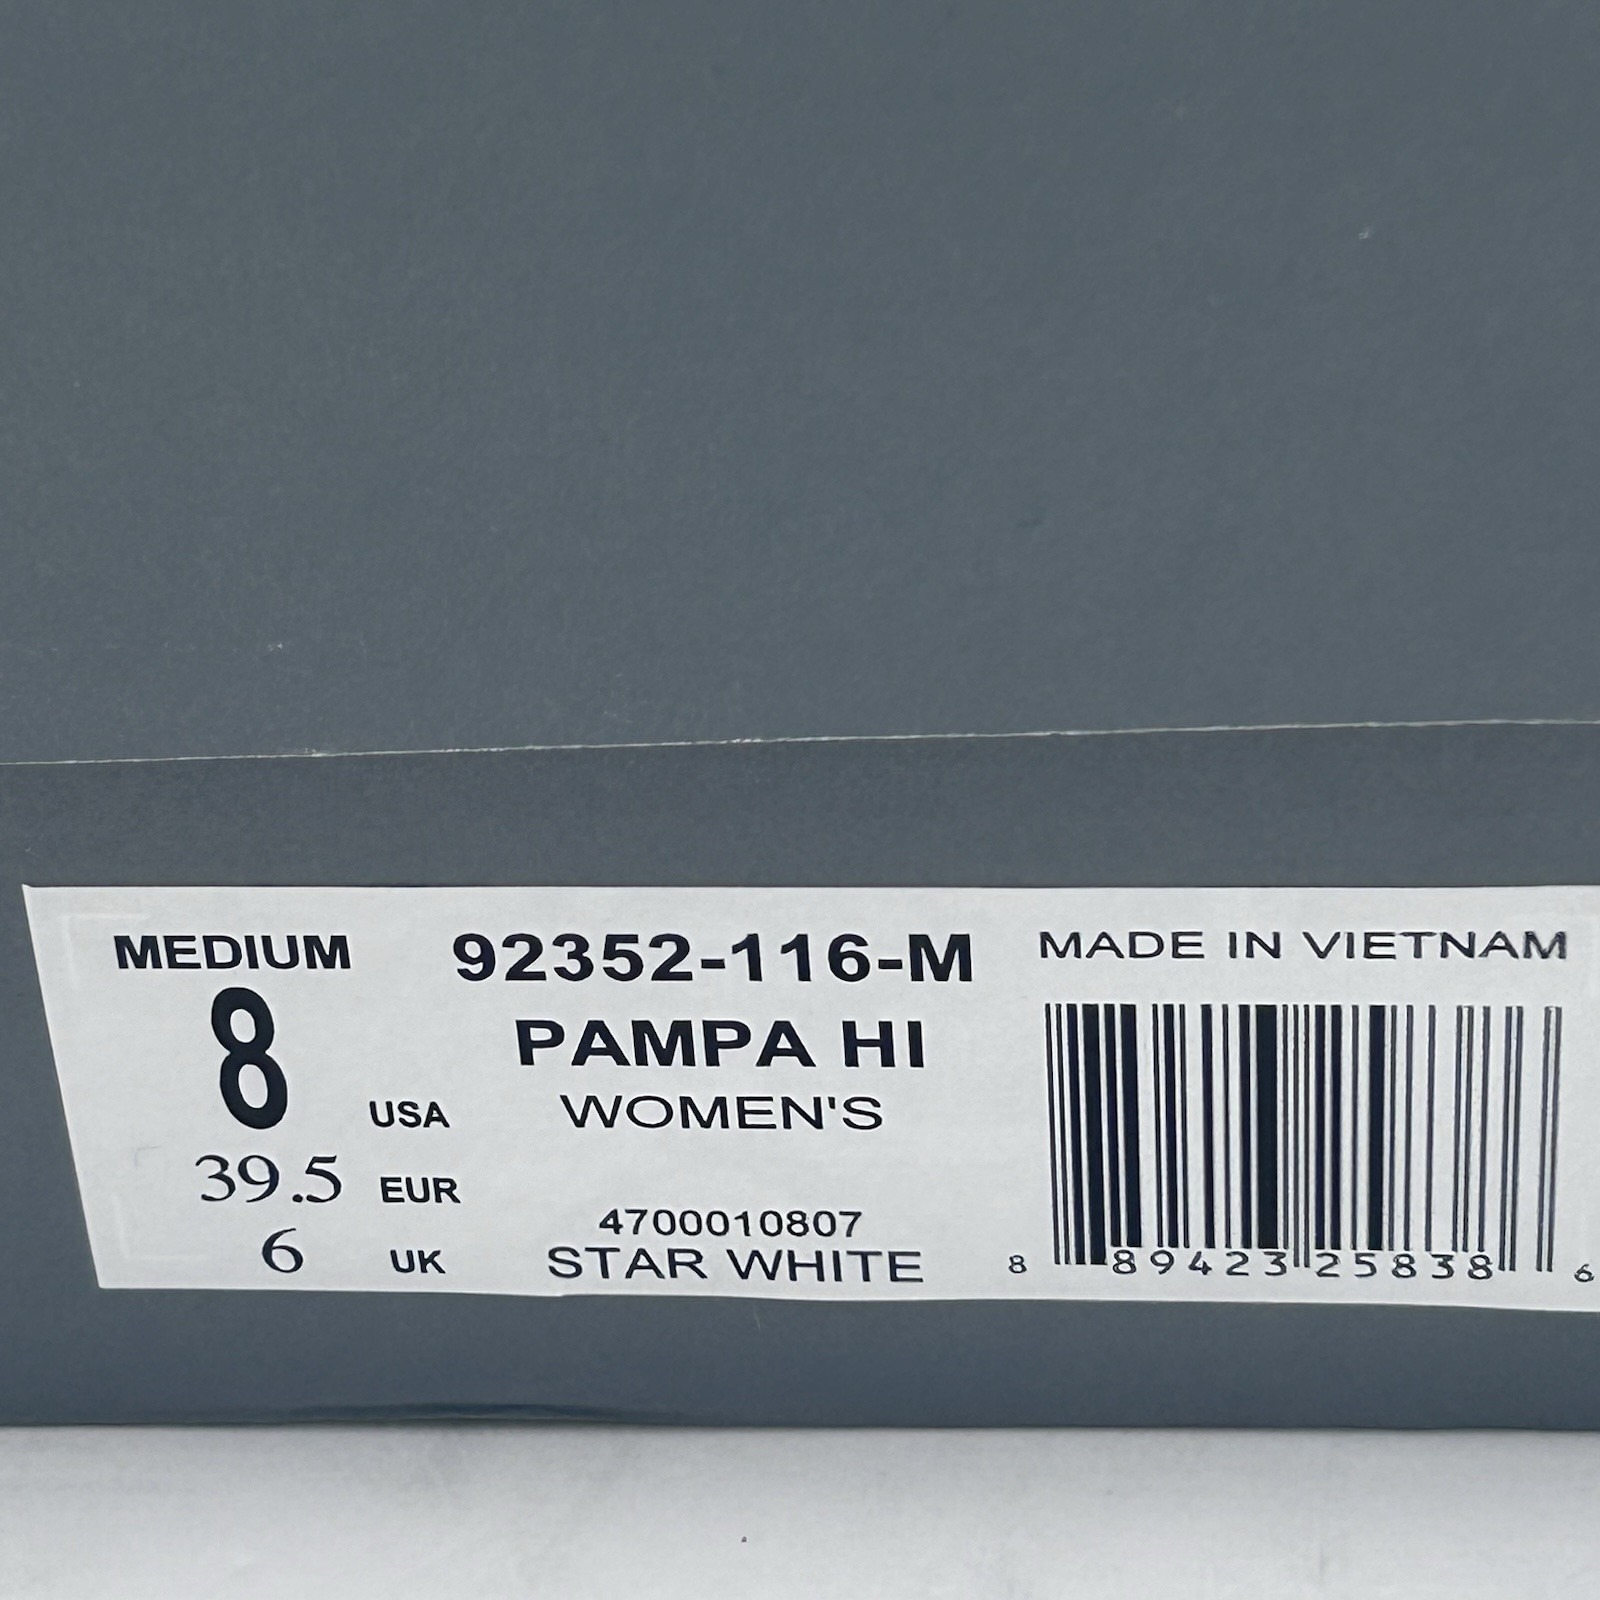 MEDIUM
8 USA
39.5 EUR
6 UK
92352-116-M
PAMPA HI
WOMEN'S
4700010807
STAR WHITE
MADE IN VIETNAM
8 89423 25838 6